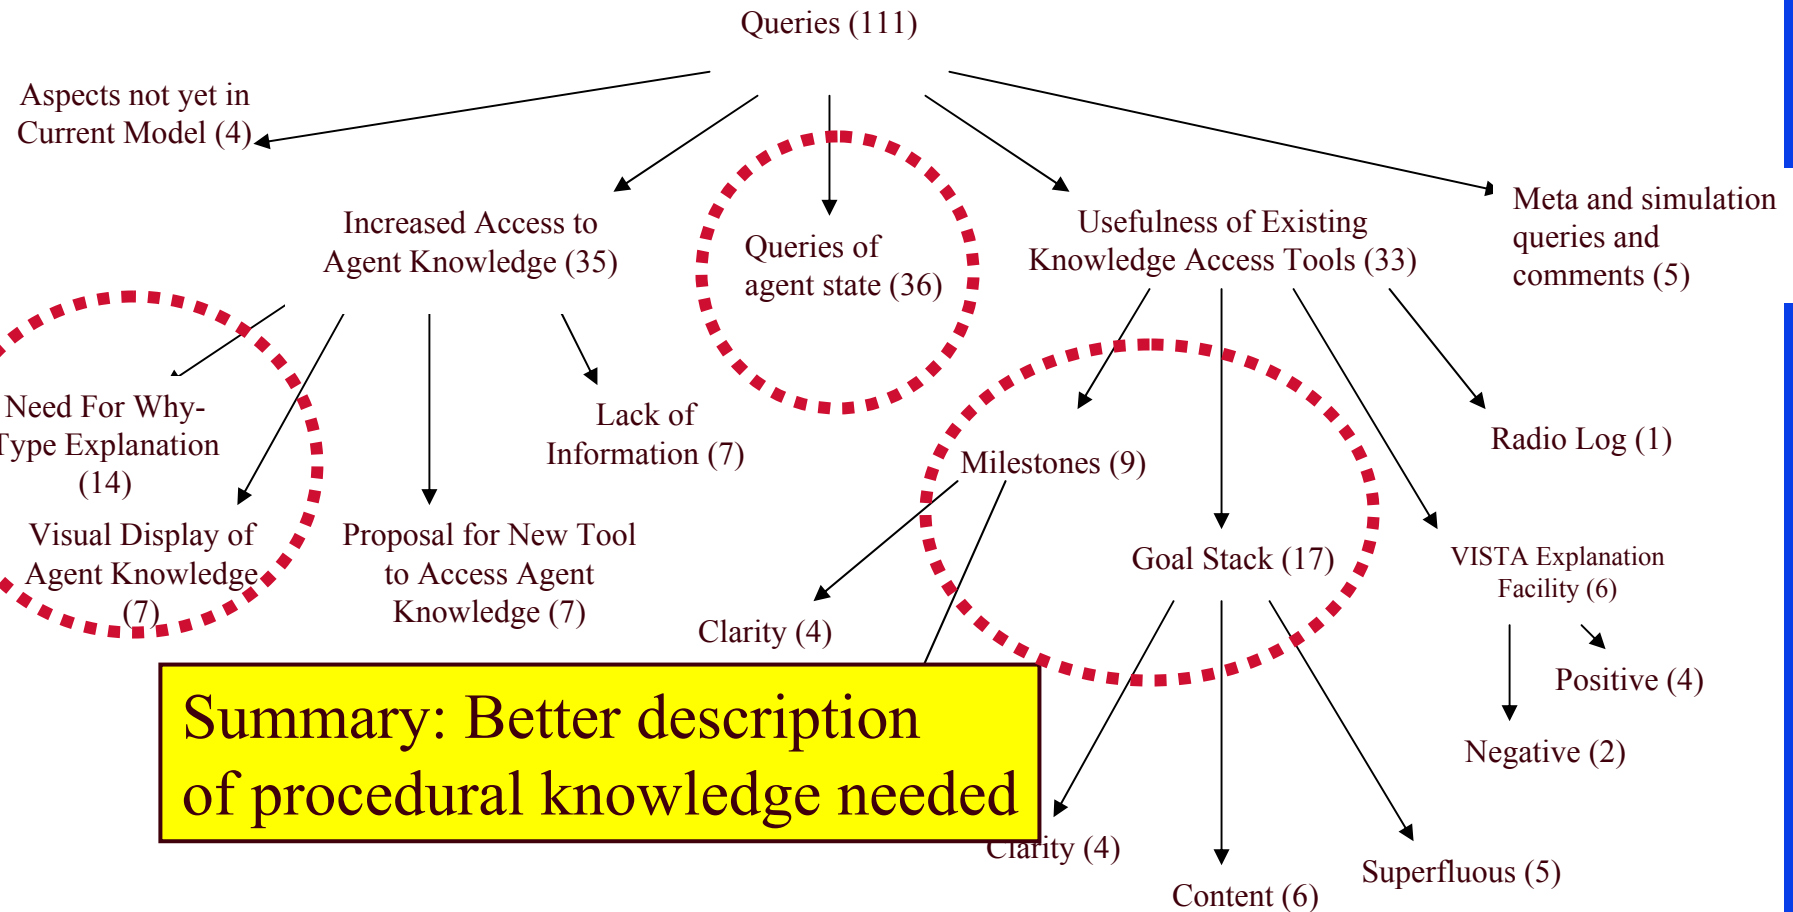 Queries (111)
Aspects not yet in
Current Model (4)
Increased Access to
Agent Knowledge (35)
Queries of
agent state (36)
Usefulness of Existing
Knowledge Access Tools (33)
Meta and simulation
queries and
comments (5)
Need For Why-
Type Explanation
(14)
Visual Display of
Agent Knowledge
(7)
Proposal for New Tool
to Access Agent
Knowledge (7)
Lack of
Information (7)
Milestones (9)
Radio Log (1)
Goal Stack (17)
VISTA Explanation
Facility (6)
Clarity (4)
Positive (4)
Negative (2)
Summary: Better description
of procedural knowledge needed
Clarity (4)
Content (6)
Superfluous (5)